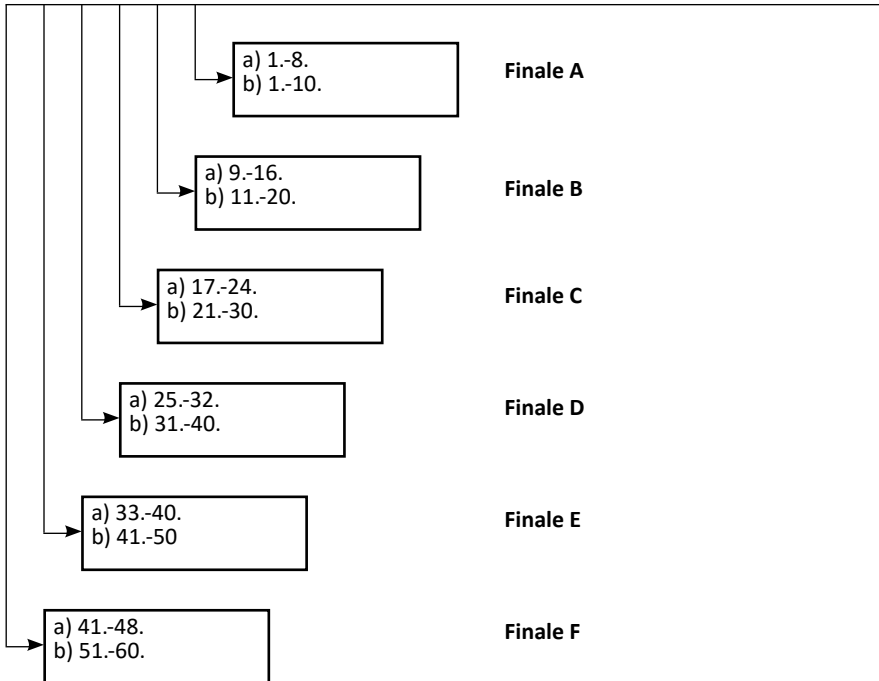 a) 1.-8.
b) 1.-10.
Finale A
a) 9.-16.
b) 11.-20.
Finale B
a) 17.-24.
b) 21.-30.
Finale C
a) 25.-32.
b) 31.-40.
Finale D
a) 33.-40.
b) 41.-50
Finale E
a) 41.-48.
b) 51.-60.
Finale F